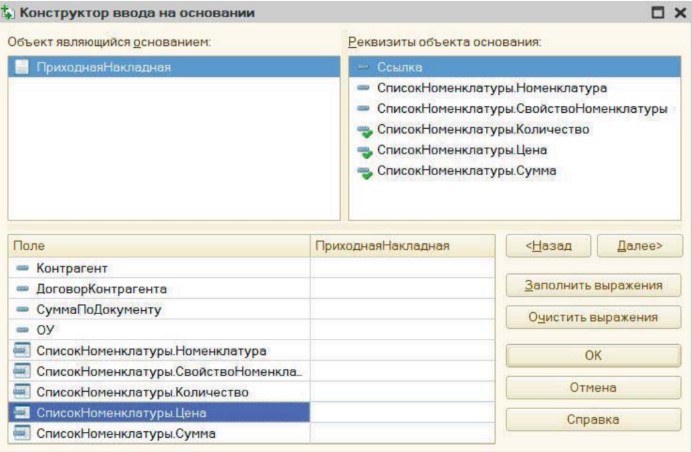 Конструктор ввода на основании
Объект являющийся основанием:
Реквизиты объекта основания:
ПриходнаяНакладная
Ссылка
СписокНоменклатуры.Номенклатура
СписокНоменклатуры.СвойствоНоменклатуры
СписокНоменклатуры.Количество
СписокНоменклатуры.Цена
СписокНоменклатуры.Сумма
Поле ПриходнаяНакладная
Контрагент
ДоговорКонтрагента
СуммаПоДокументу
ОУ
СписокНоменклатуры.Номенклатура
СписокНоменклатуры.СвойствоНоменкла...
СписокНоменклатуры.Количество
СписокНоменклатуры.Цена
СписокНоменклатуры.Сумма
<Назад Далее>
Заполнить выражения
Очистить выражения
ОК
Отмена
Справка